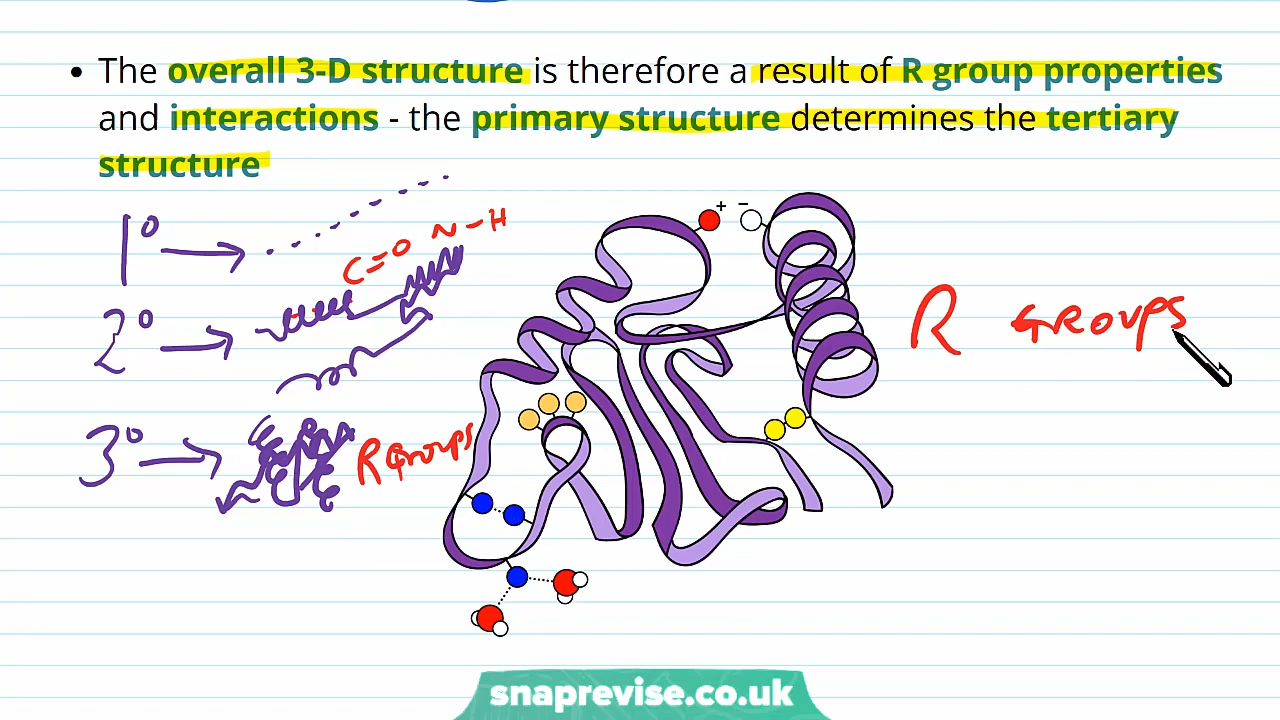 • The overall 3-D structure is therefore a result of R group properties
and interactions - the primary structure determines the tertiary
structure
1°
C=O N-H
2°
3°
R Groups
+ −
R GROUPS
snaprevise.co.uk